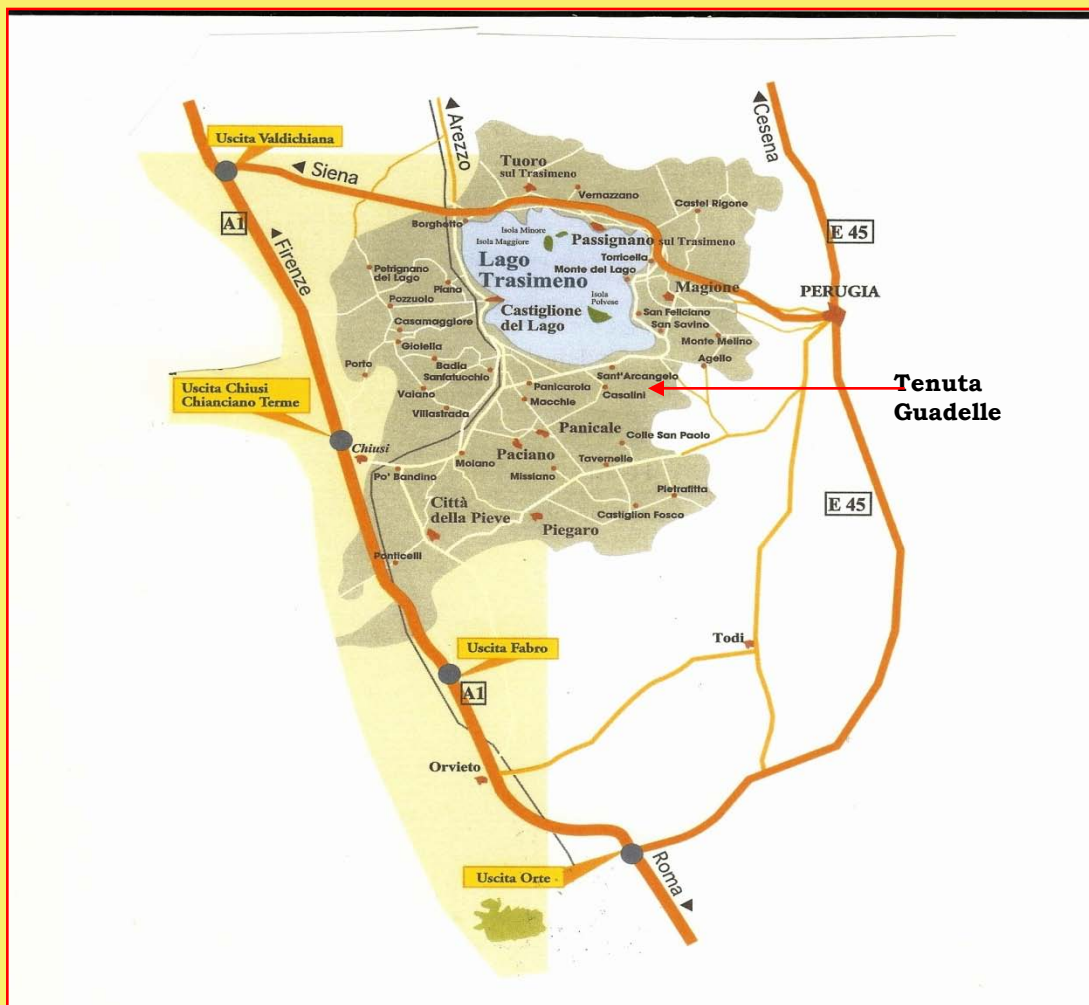 Cesena
Arezzo
Uscita Valdichiana
Siena
Tuoro
sul Trasimeno
Vernazzano
Castel Rigone
A1
Firenze
Borghetto
Isola Minore
Isola Maggiore
Passignano sul Trasimeno
E 45
Torricella
Lago
Trasimeno
Monte del Lago
Petrignano
del Lago
Piana
Magione
PERUGIA
Pozzuolo
Isola
Polvese
Castiglione
del Lago
San Feliciano
San Savino
Casamaggiore
Monte Melino
Gioiella
Agello
Badia
Porto
Sanfatucchio
Sant'Arcangelo
Uscita Chiusi
Chianciano Terme
Vaiano
Panicarola
Casalini
Tenuta
Guadelle
Macchie
Villastrada
Panicale
Colle San Paolo
Chiusi
Paciano
Moiano
Tavernelle
Po' Bandino
Missiano
Pietrafitta
Città
della Pieve
Castiglion Fosco
E 45
Piegaro
Ponticelli
Todi
Uscita Fabro
A1
Orvieto
Uscita Orte
Roma